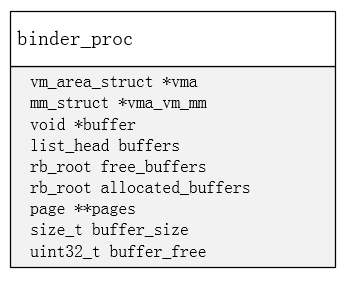 binder_proc
vm_area_struct *vma
mm_struct *vma_vm_mm
void *buffer
list_head buffers
rb_root free_buffers
rb_root allocated_buffers
page **pages
size_t buffer_size
uint32_t buffer_free